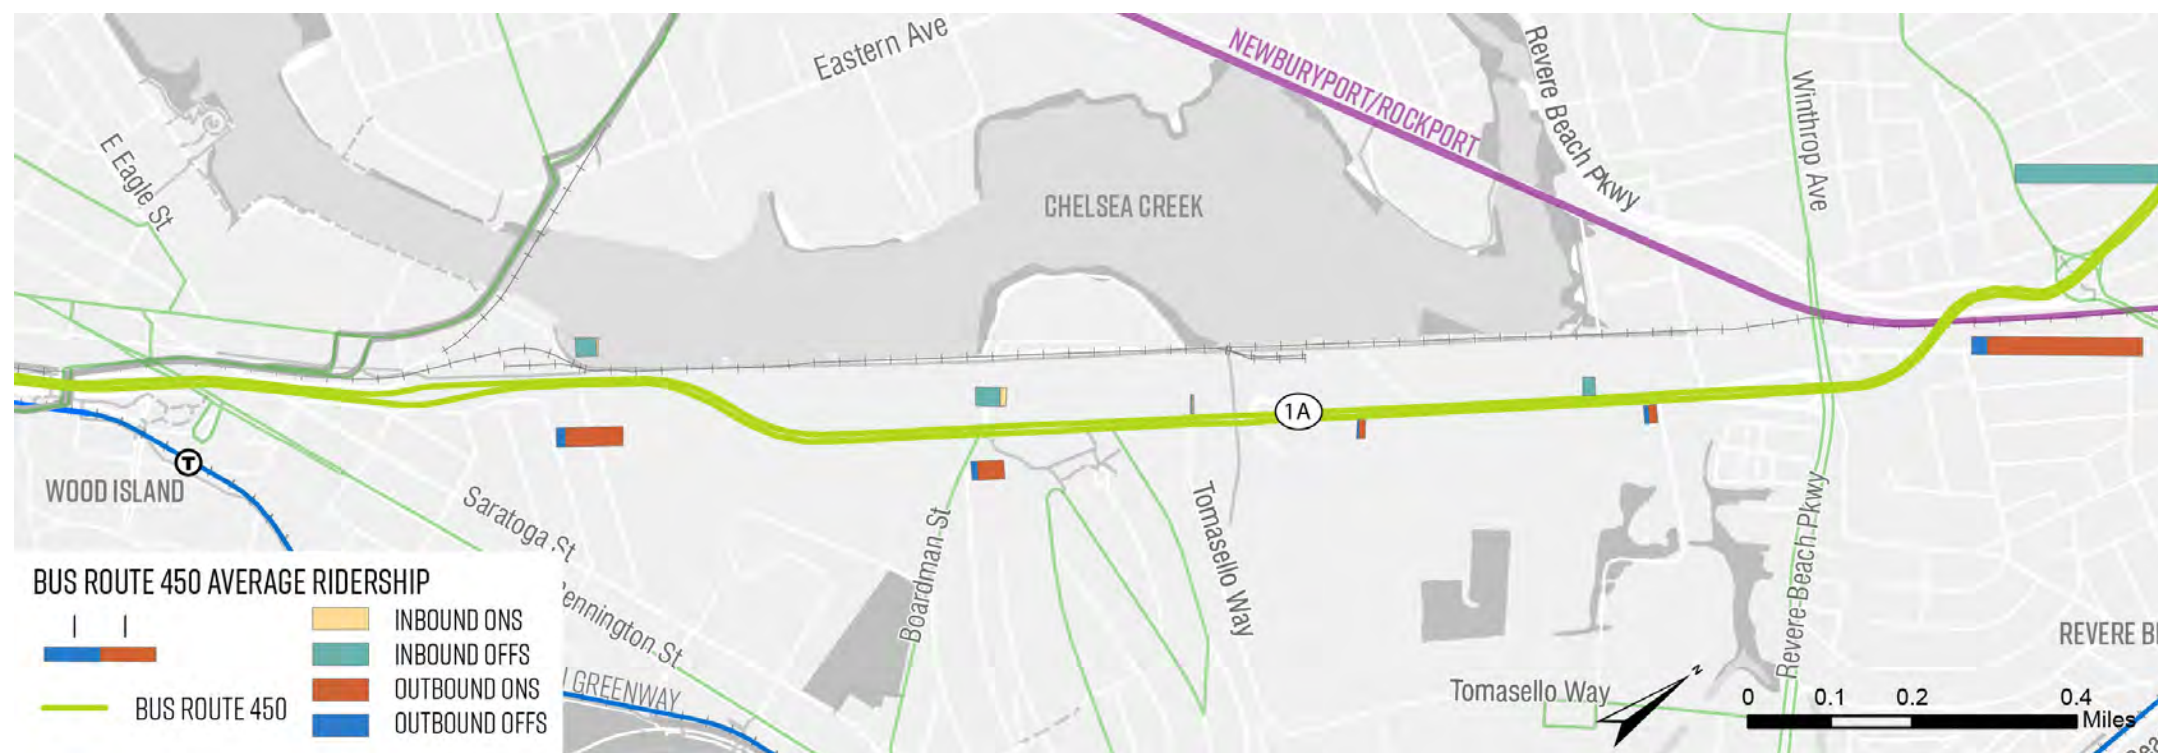 Eastern Ave
NEWBURYPORT/ROCKPORT
Revere Beach Pkwy
Winthrop Ave
E Eagle St
CHELSEA CREEK
1A
T
WOOD ISLAND
Saratoga St
Boardman St
Tomasello Way
Revere Beach Pkwy
ennington St
GREENWAY
REVERE B
Tomasello Way
N
0 0.1 0.2 0.4
Miles
BUS ROUTE 450 AVERAGE RIDERSHIP
INBOUND ONS
INBOUND OFFS
OUTBOUND ONS
OUTBOUND OFFS
BUS ROUTE 450